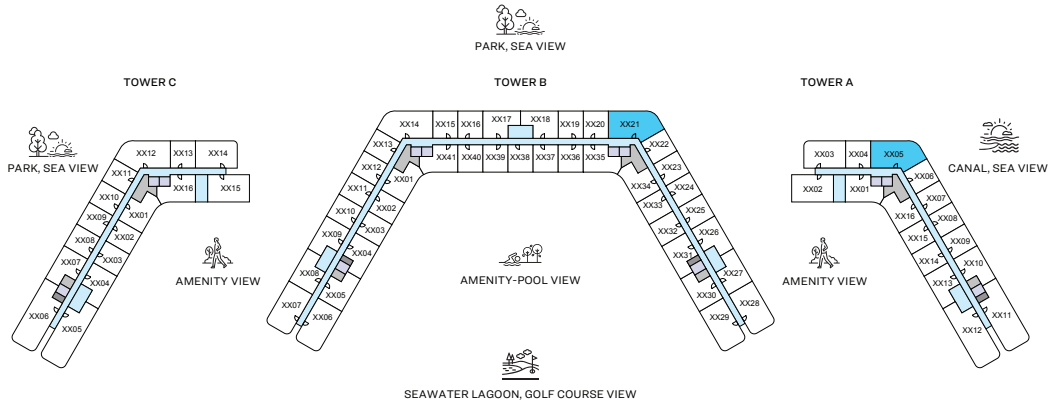 PARK, SEA VIEW
TOWER C
TOWER B
TOWER A
PARK, SEA VIEW
CANAL, SEA VIEW
XX12
XX13
XX14
XX11
XX16
XX15
XX10
XX01
XX09
XX02
XX08
XX03
XX07
XX04
XX06
XX05
AMENITY VIEW
XX14
XX15
XX16
XX17
XX18
XX19
XX20
XX21
XX13
XX41
XX40
XX39
XX38
XX37
XX36
XX35
XX22
XX12
XX01
XX34
XX23
XX11
XX02
XX33
XX24
XX10
XX03
XX32
XX25
XX09
XX04
XX31
XX26
XX08
XX05
XX30
XX27
XX07
XX06
XX29
XX28
AMENITY-POOL VIEW
XX03
XX04
XX05
XX02
XX01
XX06
XX16
XX07
XX15
XX08
XX14
XX09
XX13
XX10
XX12
XX11
AMENITY VIEW
SEAWATER LAGOON, GOLF COURSE VIEW